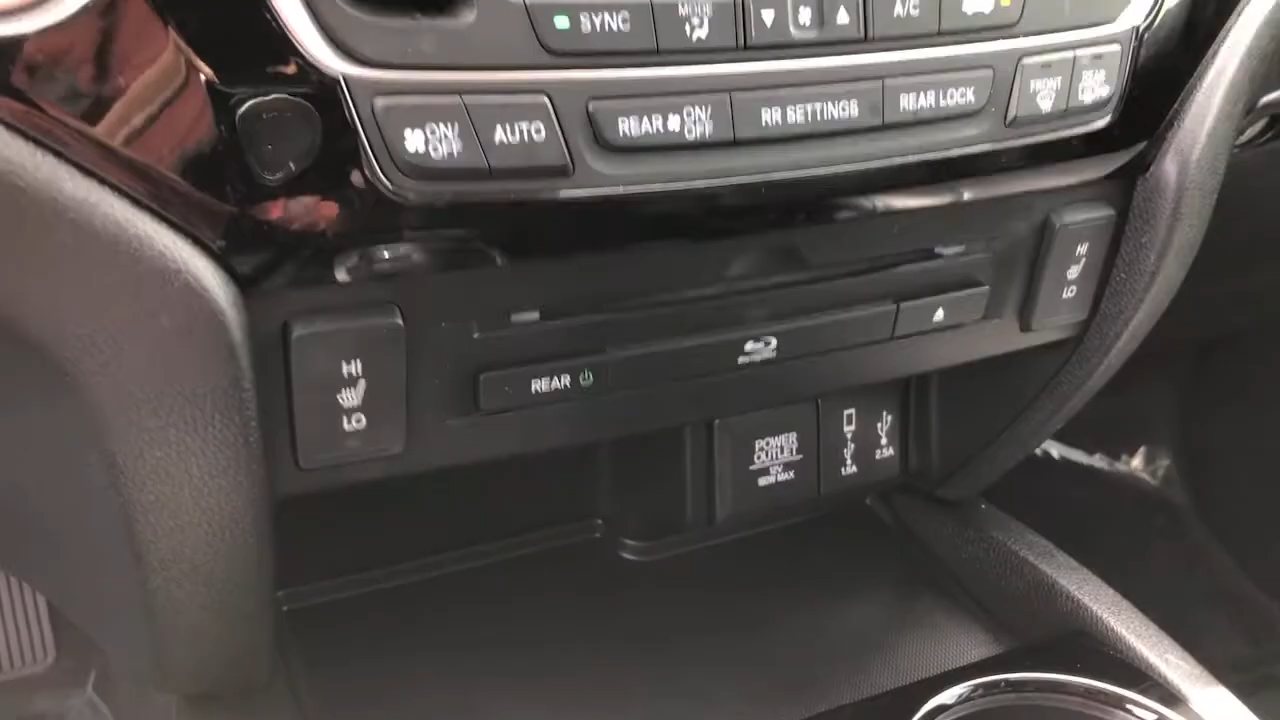 SYNC
MODE
A/C
ON/
OFF
AUTO
REAR ON/
OFF
RR SETTINGS
REAR LOCK
FRONT
REAR
HI
LO
HI
LO
REAR
POWER
OUTLET
12V
180W MAX
1.5A
2.5A